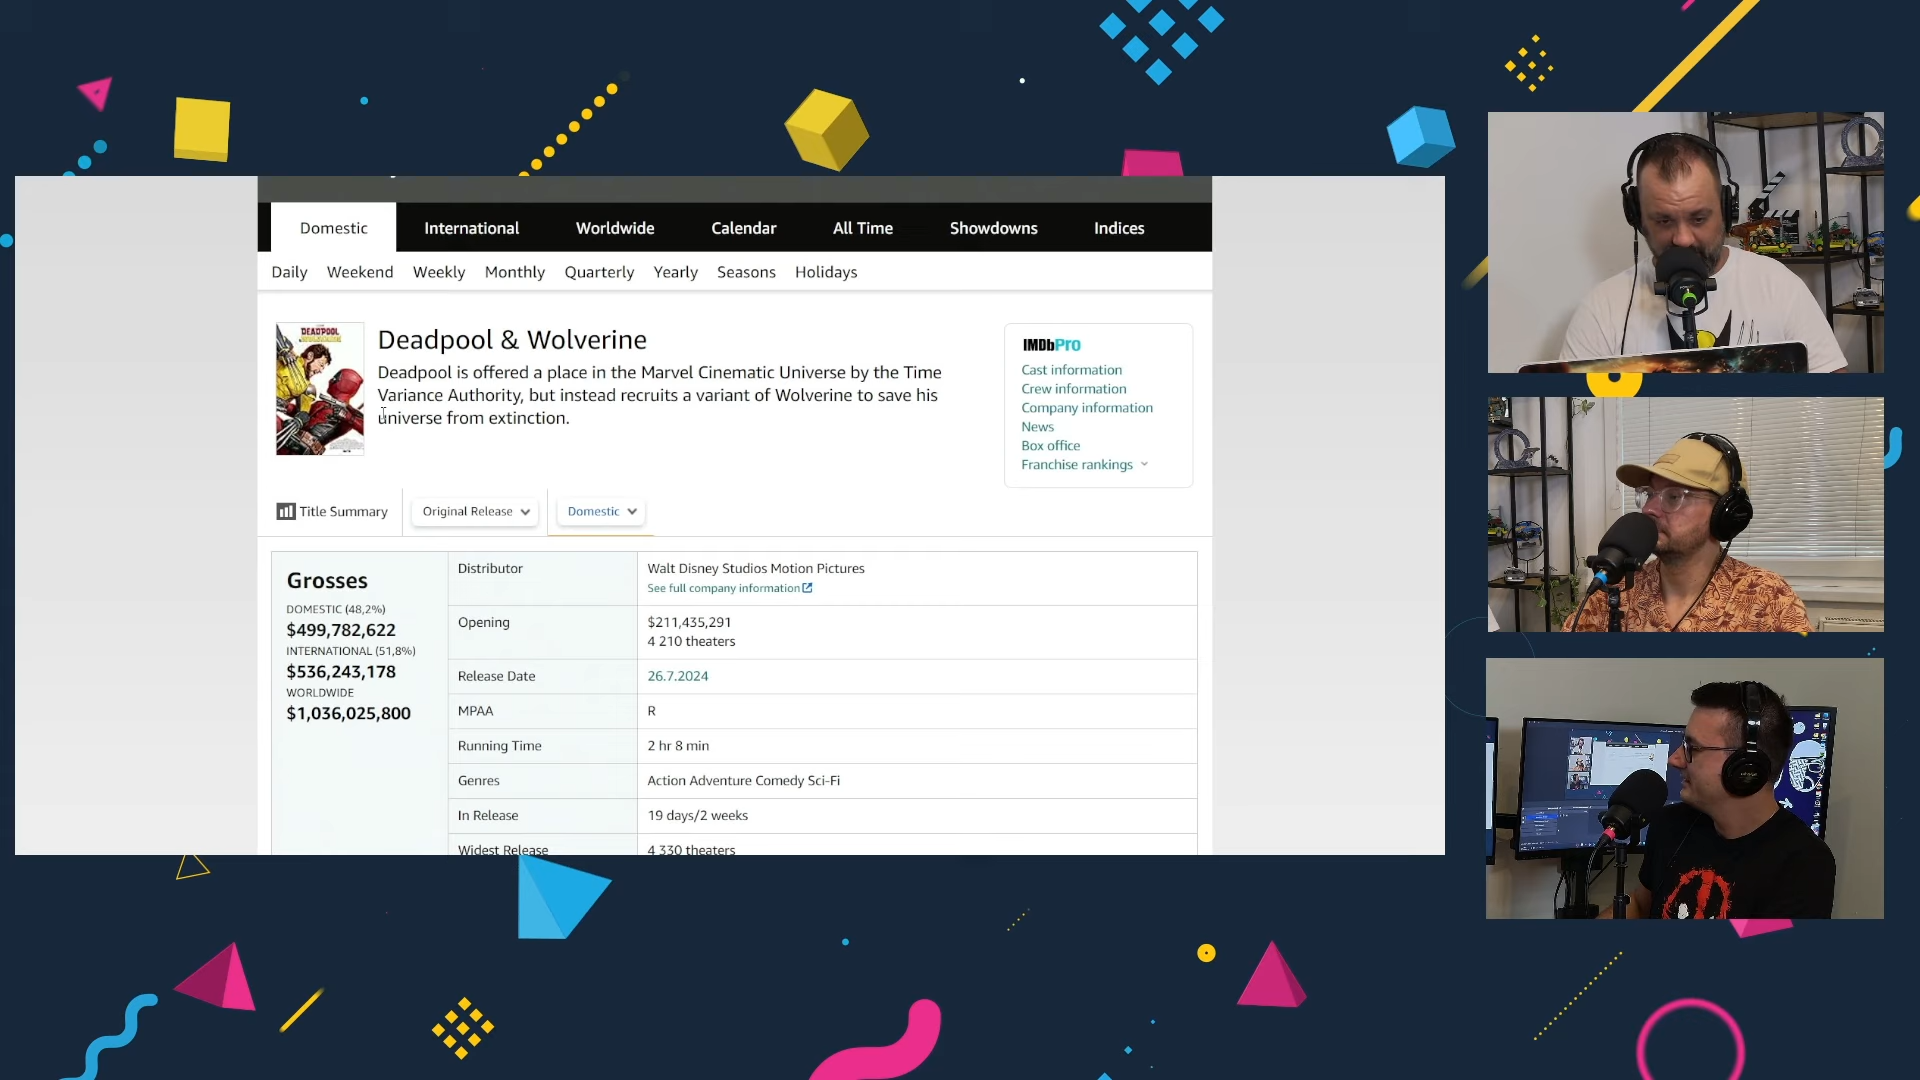 Domestic
International
Worldwide
Calendar
All Time
Showdowns
Indices
Daily
Weekend
Weekly
Monthly
Quarterly
Yearly
Seasons
Holidays
DEADPOOL
Deadpool & Wolverine
Deadpool is offered a place in the Marvel Cinematic Universe by the Time
Variance Authority, but instead recruits a variant of Wolverine to save his
universe from extinction.
IMDbPro
Cast information
Crew information
Company information
News
Box office
Franchise rankings
Title Summary
Original Release
Domestic
Grosses
DOMESTIC (48,2%)
$499,782,622
INTERNATIONAL (51,8%)
$536,243,178
WORLDWIDE
$1,036,025,800
Distributor
Walt Disney Studios Motion Pictures
See full company information
Opening
$211,435,291
4 210 theaters
Release Date
26.7.2024
MPAA
R
Running Time
2 hr 8 min
Genres
Action Adventure Comedy Sci-Fi
In Release
19 days/2 weeks
Widest Release
4 330 theaters